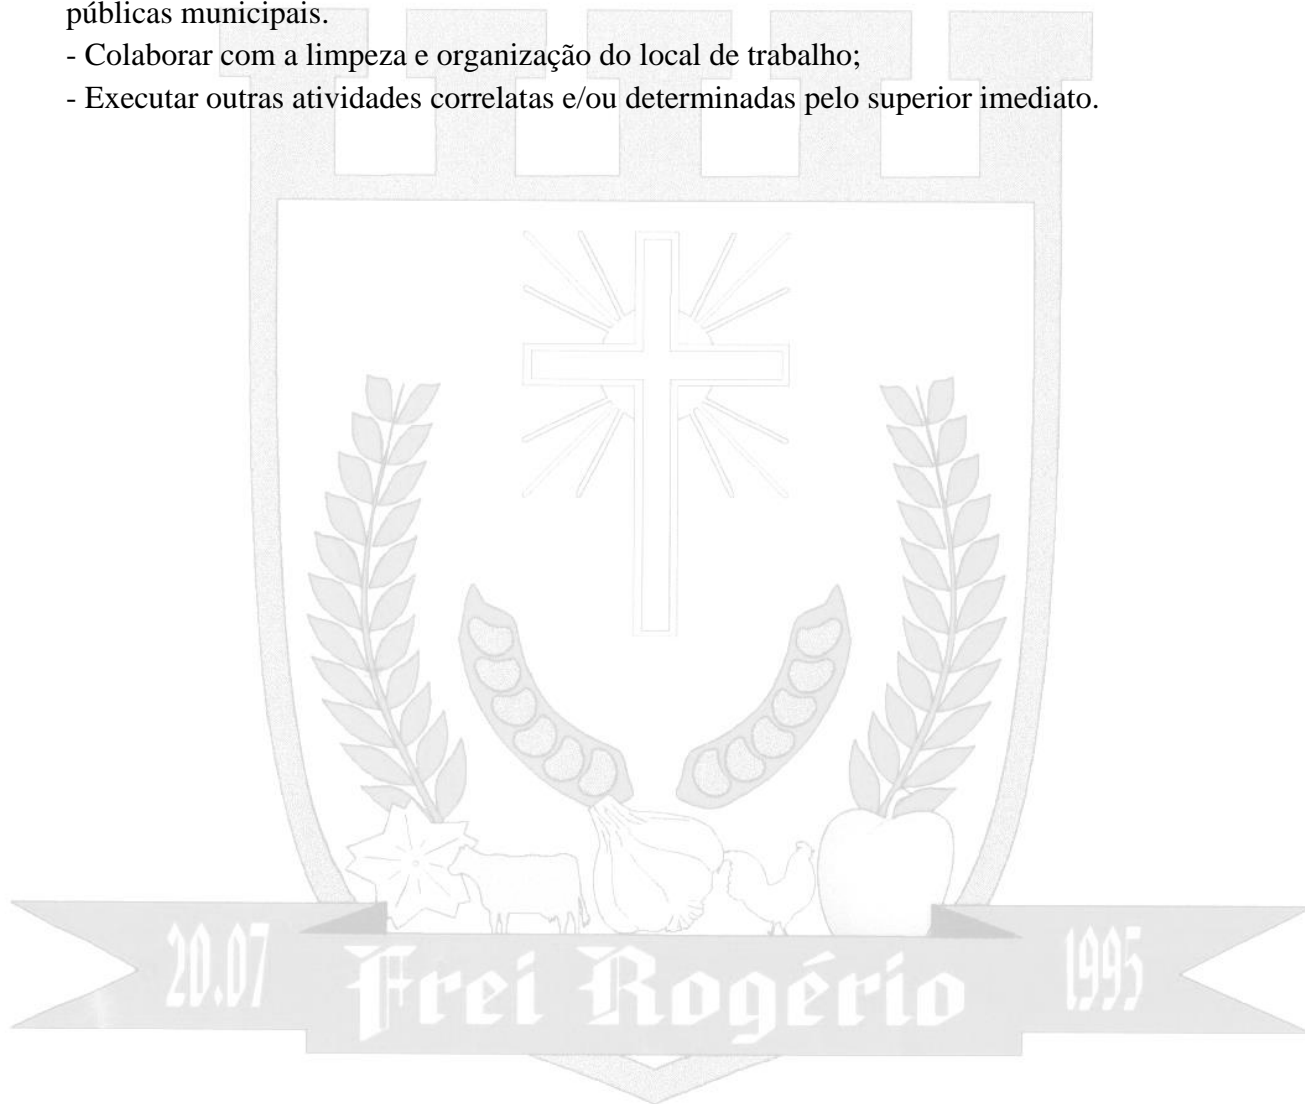 públicas municipais.
- Colaborar com a limpeza e organização do local de trabalho;
- Executar outras atividades correlatas e/ou determinadas pelo superior imediato.
20.07
Frei Rogério
1995